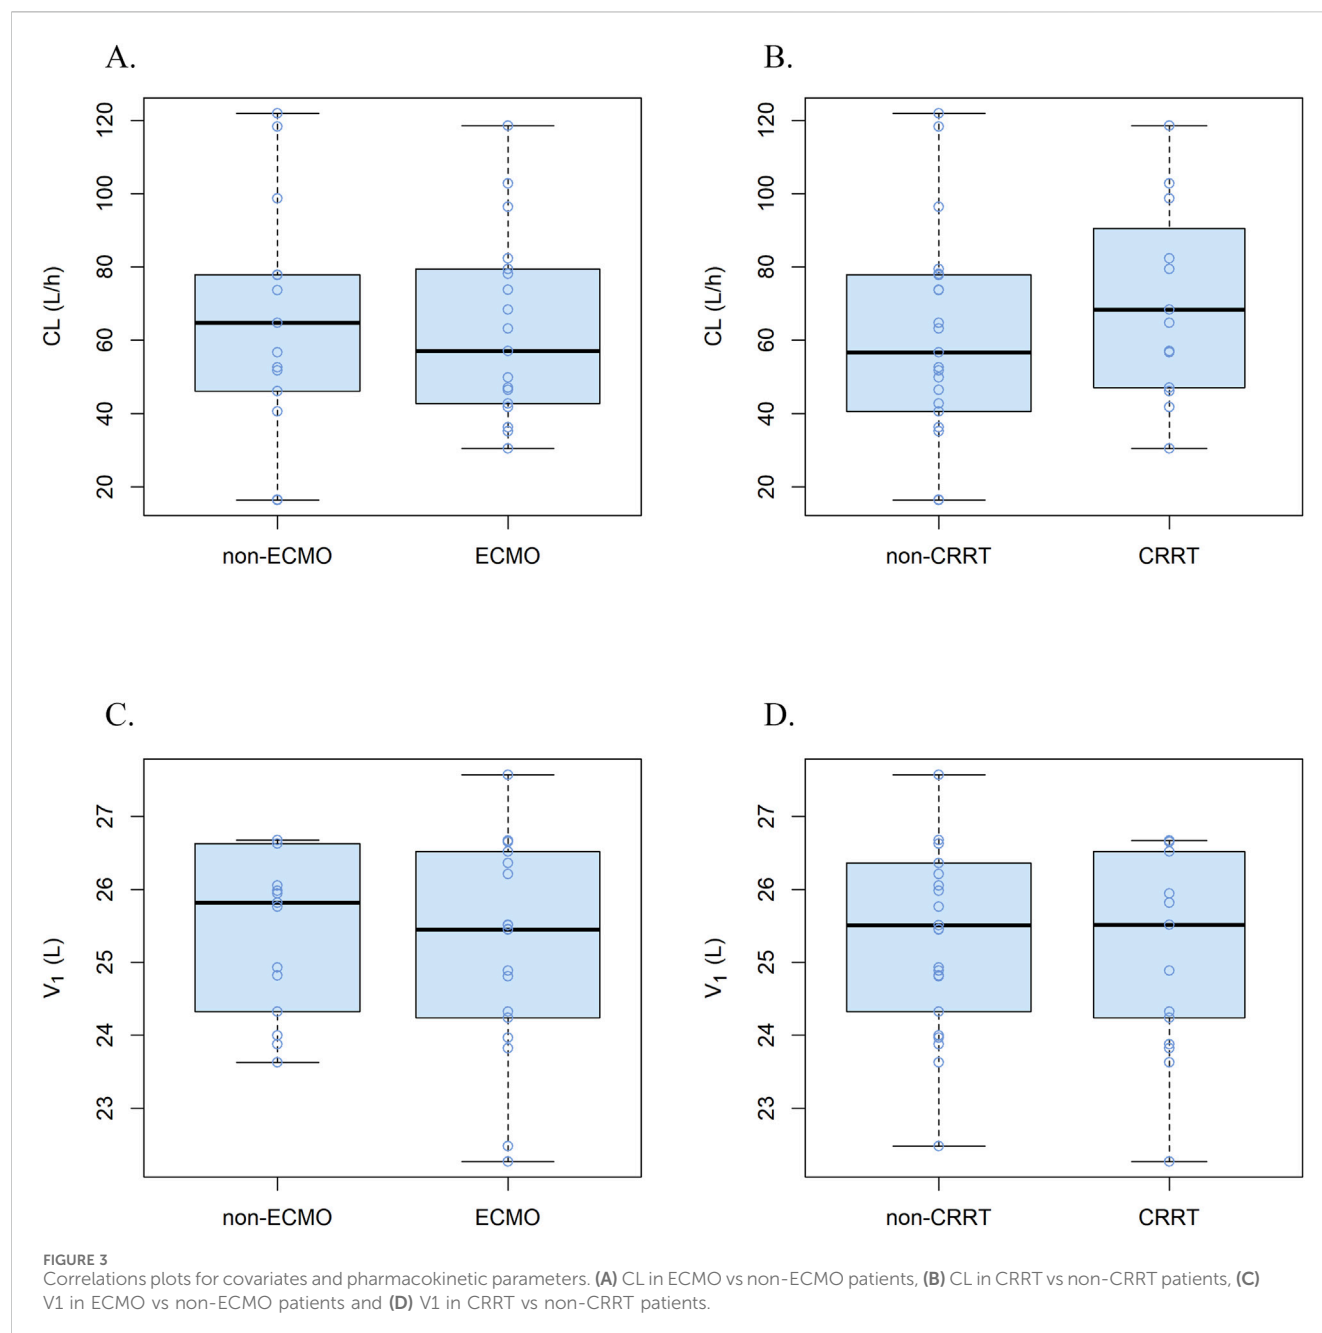 A.
B.
120
100
80
60
40
20
CL (L/h)
non-ECMO
ECMO
120
100
80
60
40
20
CL (L/h)
non-CRRT
CRRT
C.
D.
27
26
25
24
23
V1 (L)
non-ECMO
ECMO
27
26
25
24
23
V1 (L)
non-CRRT
CRRT
FIGURE 3
Correlations plots for covariates and pharmacokinetic parameters. (A) CL in ECMO vs non-ECMO patients, (B) CL in CRRT vs non-CRRT patients, (C)
V1 in ECMO vs non-ECMO patients and (D) V1 in CRRT vs non-CRRT patients.